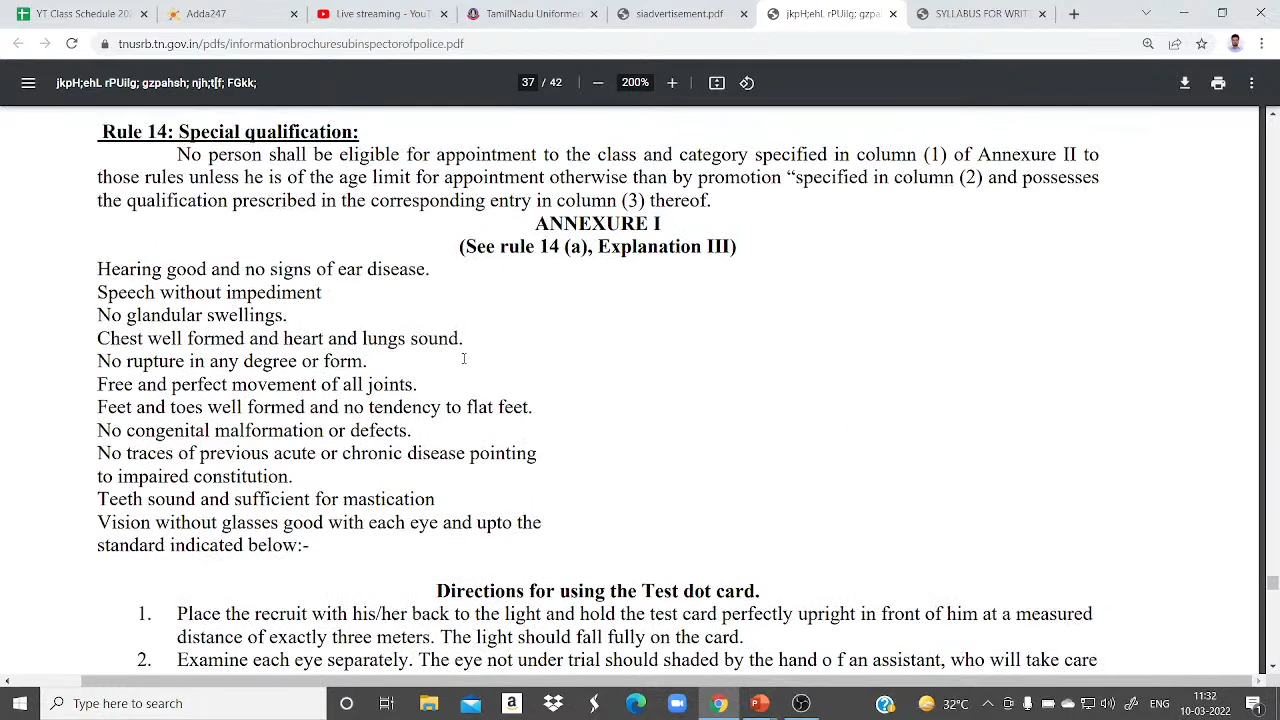 YT Class Schedule 202
Adda247
Live streaming - YouT
TamilNadu Uniformed
siadvertisement.pdf
jkpH;ehL rPUilg; gzpa
SYLLABUS FOR WRIT
tnusrb.tn.gov.in/pdfs/informationbrochuresubinspectorofpolice.pdf
jkpH;ehL rPUilg; gzpahsh; njh;t[f; FGkk;
37 / 42
200%
Rule 14: Special qualification:
No person shall be eligible for appointment to the class and category specified in column (1) of Annexure II to
those rules unless he is of the age limit for appointment otherwise than by promotion “specified in column (2) and possesses
the qualification prescribed in the corresponding entry in column (3) thereof.
ANNEXURE I
(See rule 14 (a), Explanation III)
Hearing good and no signs of ear disease.
Speech without impediment
No glandular swellings.
Chest well formed and heart and lungs sound.
No rupture in any degree or form.
Free and perfect movement of all joints.
Feet and toes well formed and no tendency to flat feet.
No congenital malformation or defects.
No traces of previous acute or chronic disease pointing
to impaired constitution.
Teeth sound and sufficient for mastication
Vision without glasses good with each eye and upto the
standard indicated below:-
Directions for using the Test dot card.
1. Place the recruit with his/her back to the light and hold the test card perfectly upright in front of him at a measured
distance of exactly three meters. The light should fall fully on the card.
2. Examine each eye separately. The eye not under trial should shaded by the hand o f an assistant, who will take care
Type here to search
32°C
ENG
11:32
10-03-2022